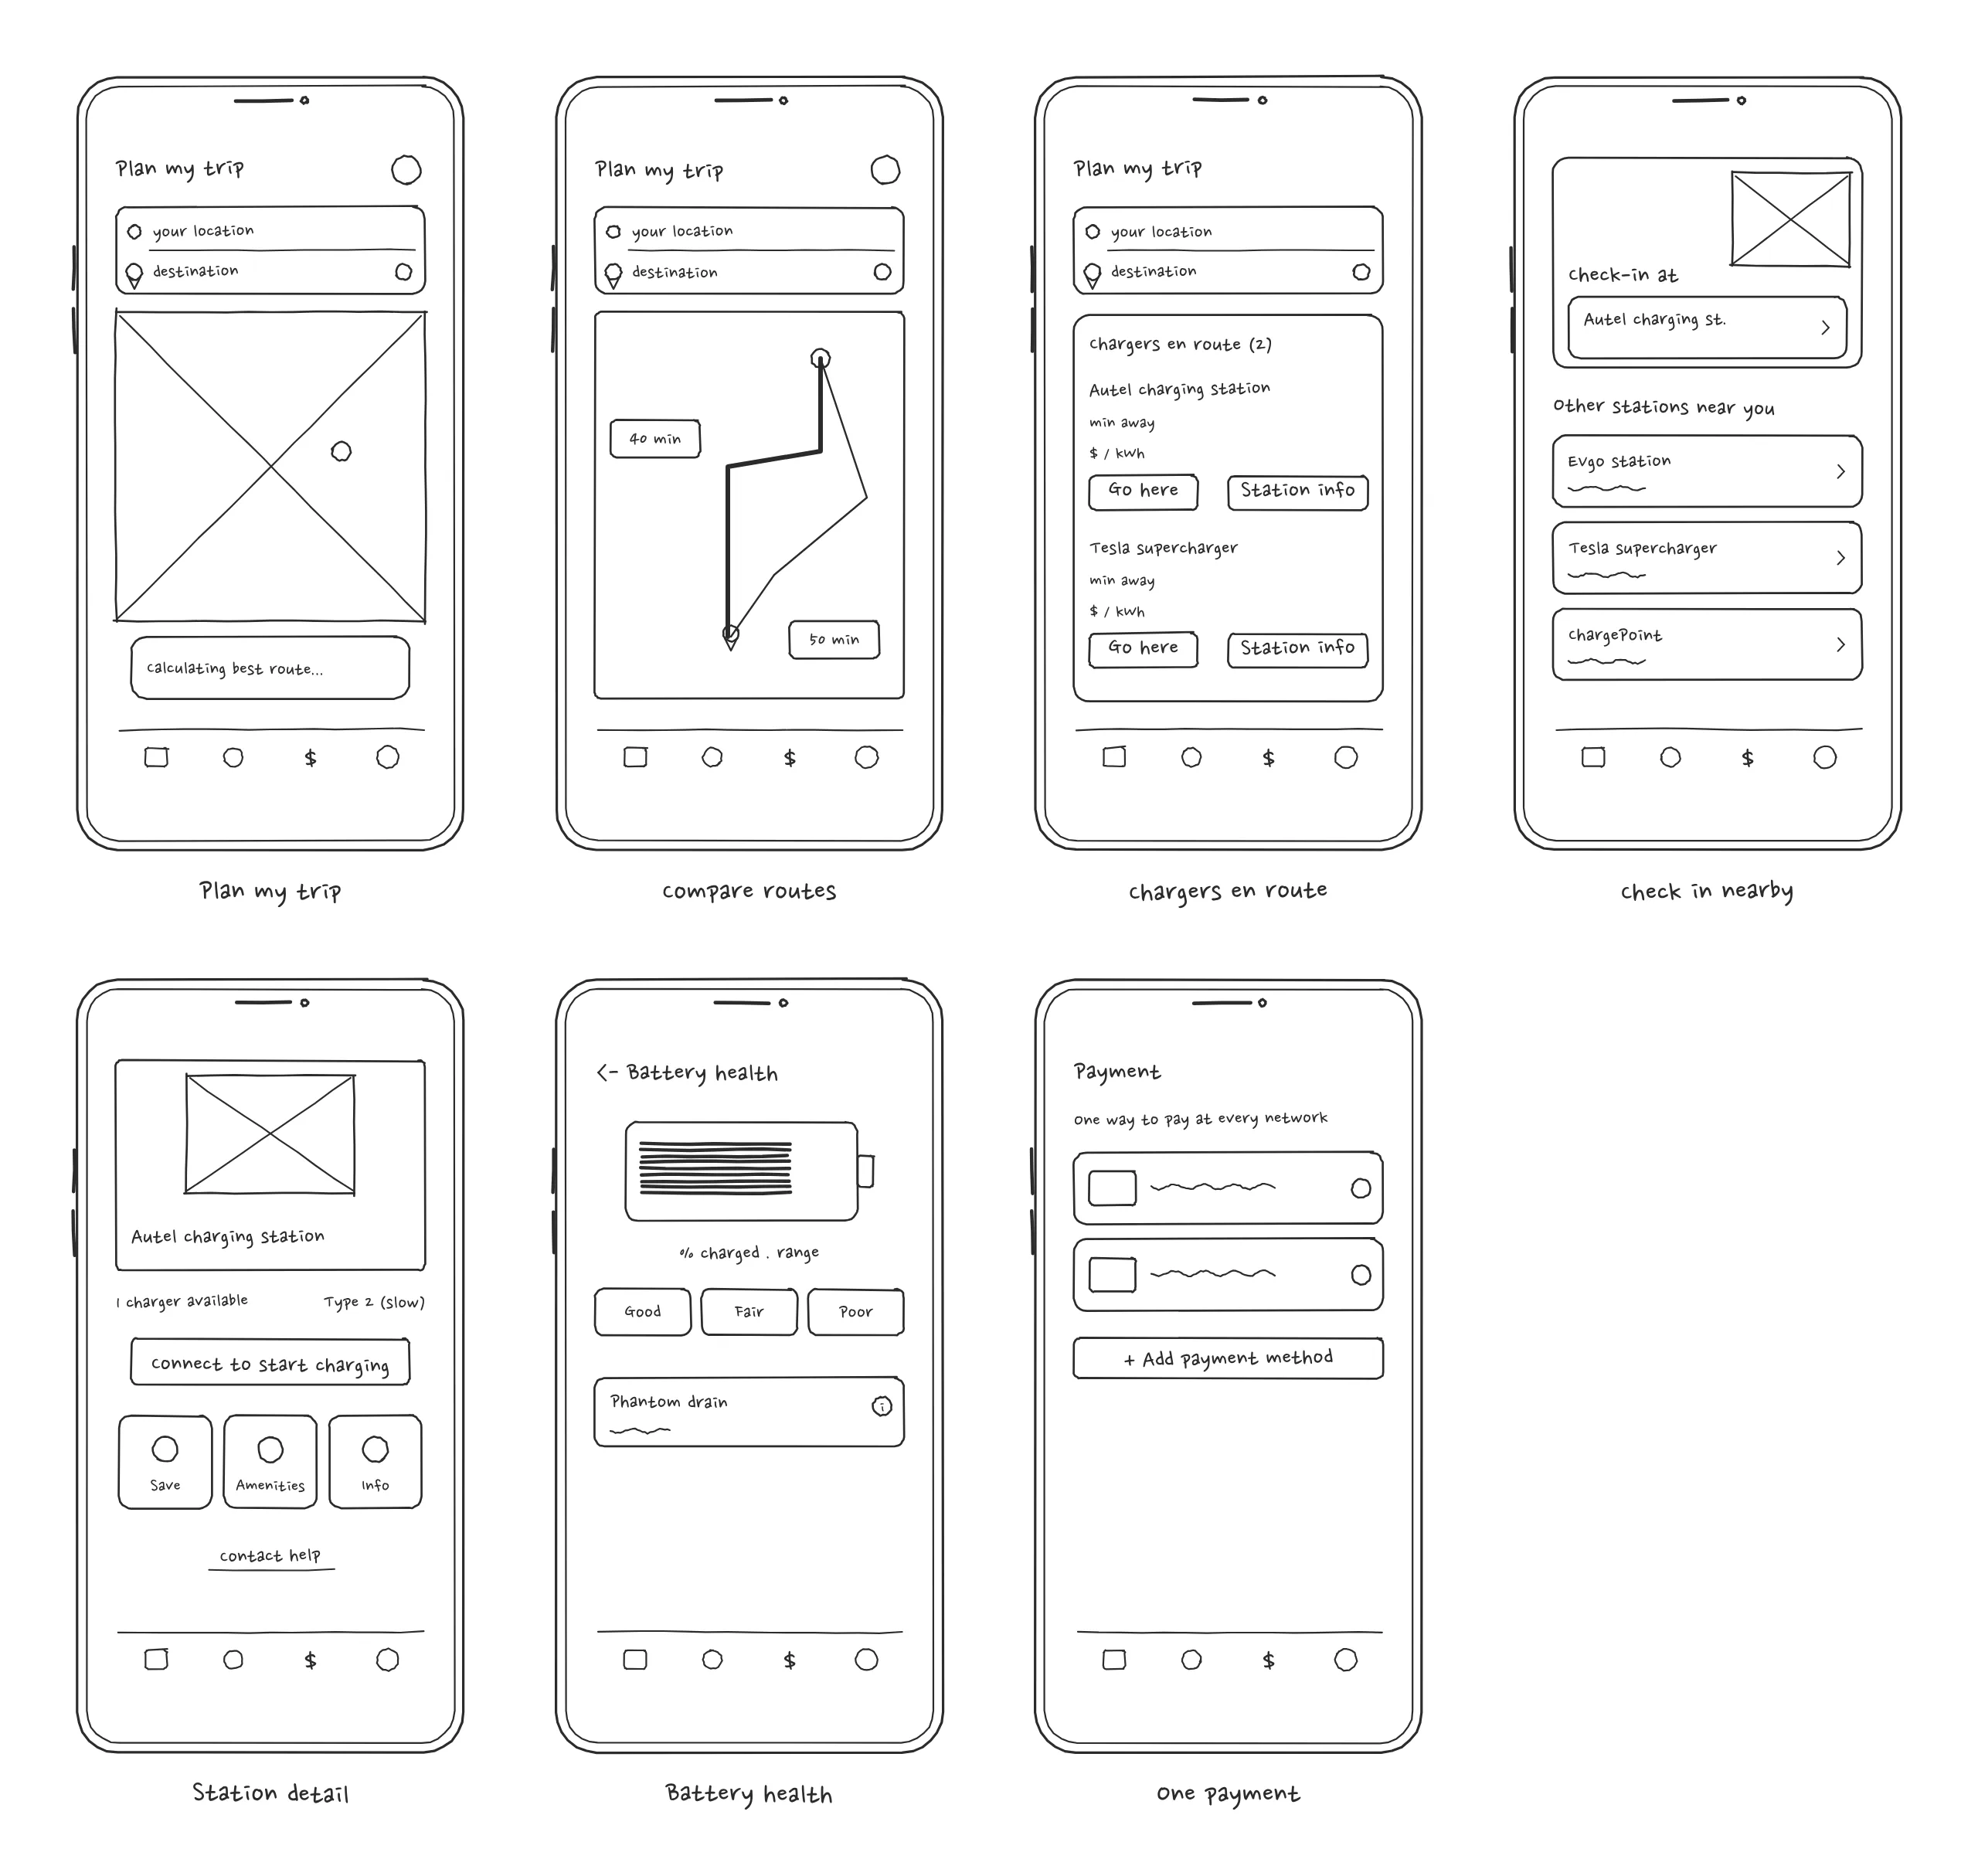 Plan my trip
your location
destination
Calculating best route...
$
Plan my trip
Plan my trip
your location
destination
40 min
50 min
$
Compare routes
Plan my trip
your location
destination
Chargers en route (2)
Autel charging station
min away
$ / kWh
Go here
Station info
Tesla supercharger
min away
$ / kWh
Go here
Station info
$
Chargers en route
Check-in at
Autel charging st.
Other stations near you
EVgo station
Tesla supercharger
ChargePoint
$
Check in nearby
Autel charging station
1 charger available
Type 2 (slow)
Connect to start charging
Save
Amenities
Info
Contact help
$
Station detail
<- Battery health
% charged . range
Good
Fair
Poor
Phantom drain
i
$
Battery health
Payment
One way to pay at every network
+ Add payment method
$
One payment